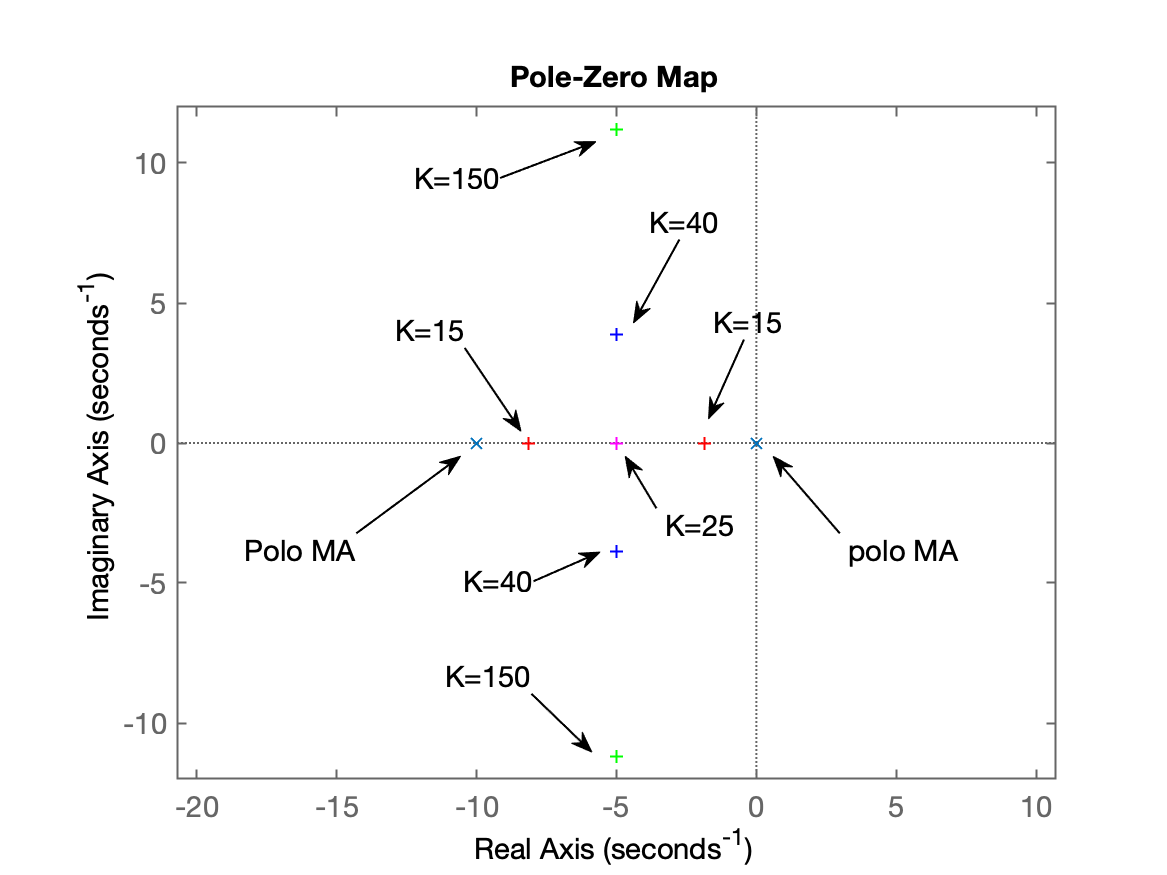 Pole-Zero Map
10
5
0
-5
-10
Imaginary Axis (seconds⁻¹)
K=150
K=40
K=15
K=15
K=25
Polo MA
polo MA
K=40
K=150
-20
-15
-10
-5
0
5
10
Real Axis (seconds⁻¹)